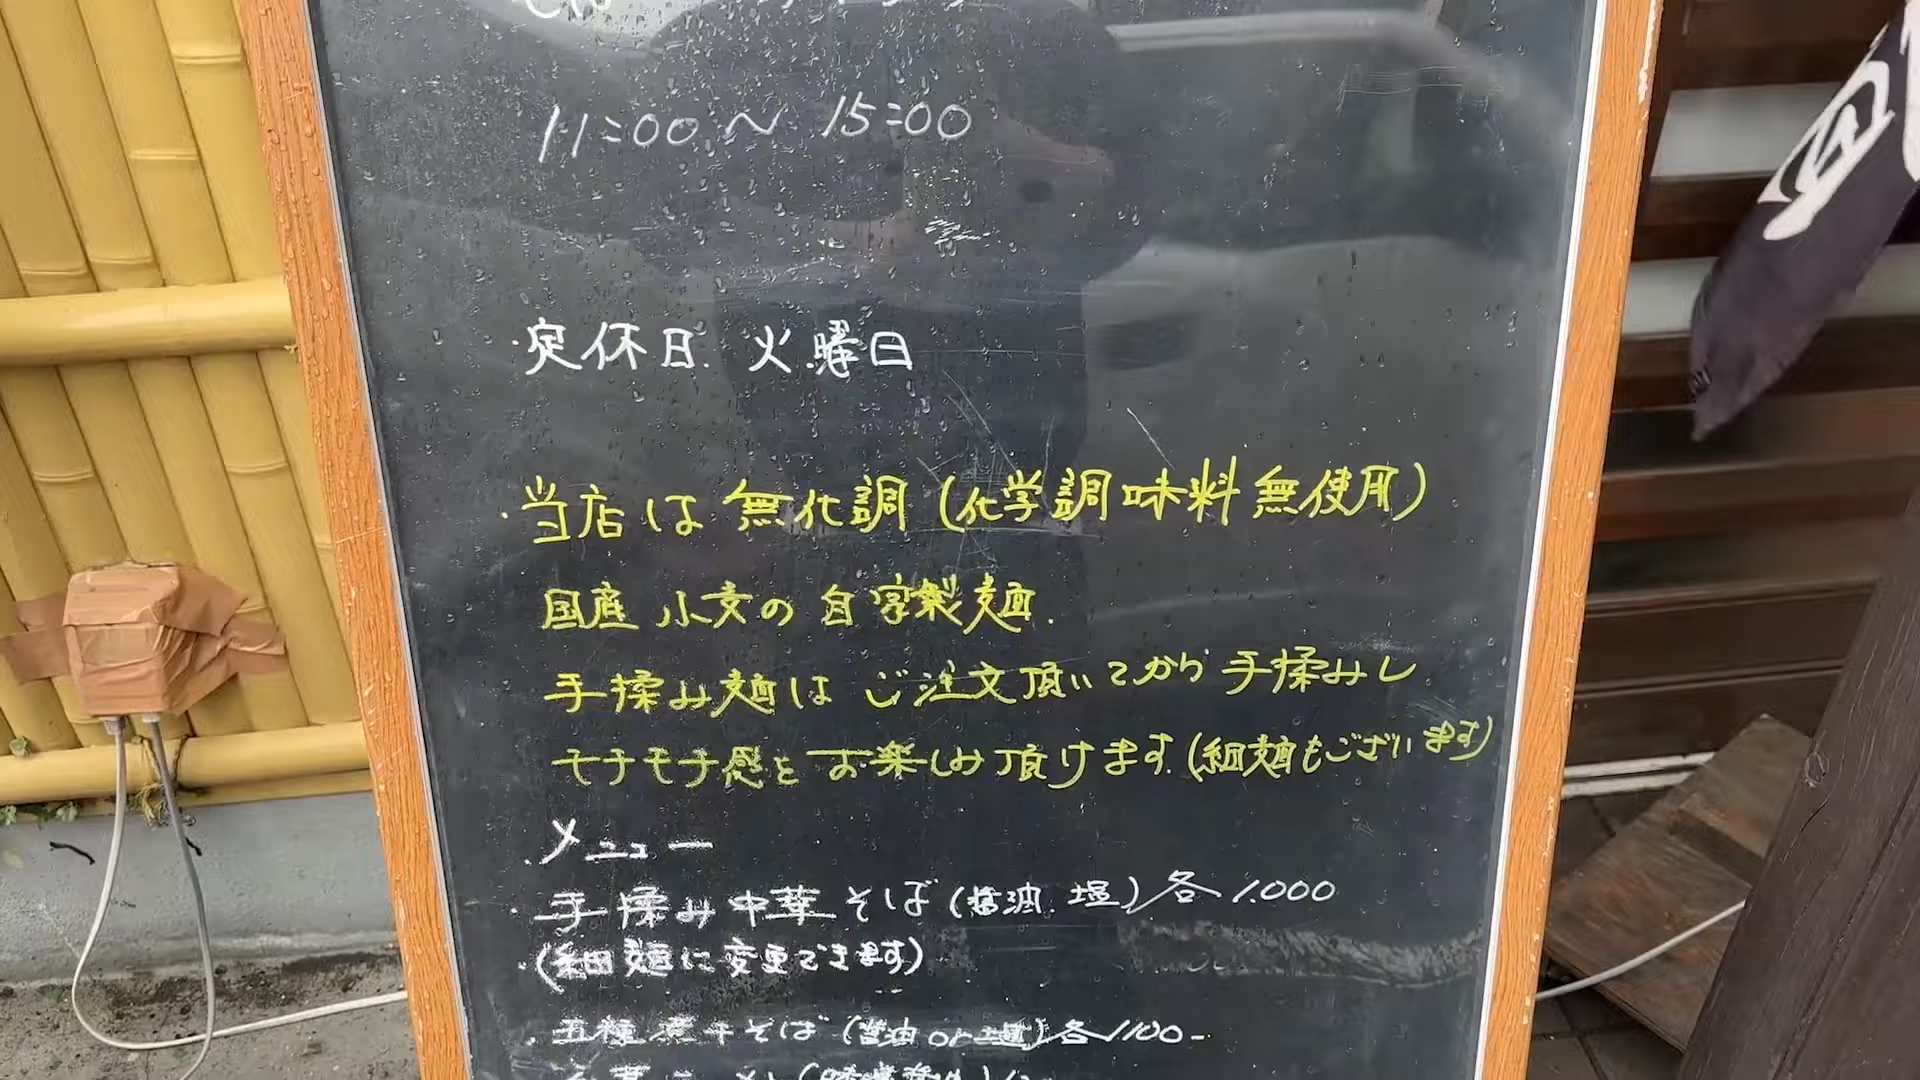 11:00～15:00
・定休日 火曜日
・当店は無化調(化学調味料無使用)
国産小麦の自家製麺.
手揉み麺はご注文頂いてから手揉みし
モチモチ感をお楽しみ頂けます.(細麺もございます)
メニュー
・手揉み中華そば(醤油.塩)各1.000
・(細麺に変更できます)
・五種煮干そば(醤油or塩)各1100-